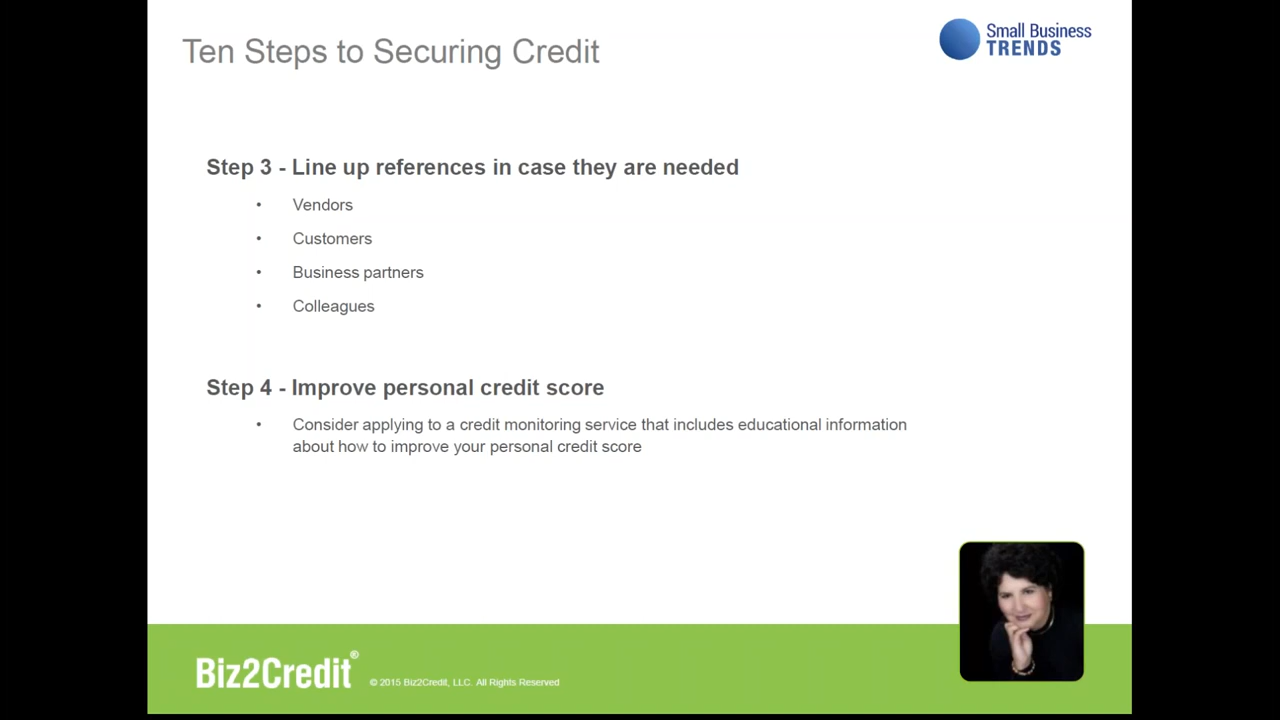 Ten Steps to Securing Credit
Small Business
TRENDS
Step 3 - Line up references in case they are needed
• Vendors
• Customers
• Business partners
• Colleagues
Step 4 - Improve personal credit score
• Consider applying to a credit monitoring service that includes educational information
about how to improve your personal credit score
Biz2Credit® © 2015 Biz2Credit, LLC. All Rights Reserved